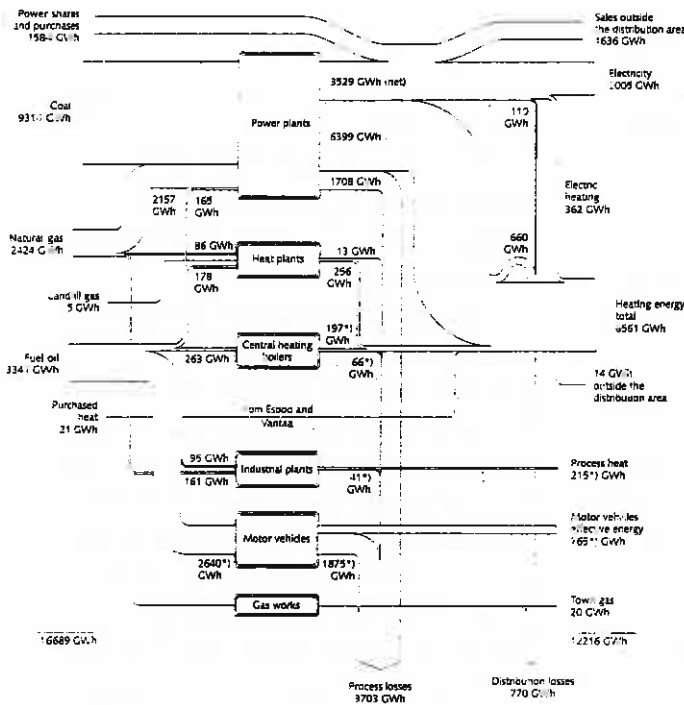 Power shares
and purchases
Sales outside
the distribution area
1636 GWh
Electricity
Coal
3529 GWh (net)
Power plants
6399 GWh
110
GWh
1708 GWh
2157
GWh
165
GWh
Electric
heating
362 GWh
Natural gas
2424 GWh
86 GWh
Heat plants
13 GWh
660
GWh
178
GWh
256
GWh
Landfill gas
5 GWh
Heating energy
total
Fuel oil
263 GWh
Central heating
boilers
197*)
GWh
66*)
GWh
14 GWh
outside the
distribution area
Purchased
heat
21 GWh
Espoo and
Vantaa
95 GWh
161 GWh
Industrial plants
41*)
GWh
Process heat
215*) GWh
Motor vehicles
2640*)
GWh
1875*)
GWh
Motor vehicles
effective energy
765*) GWh
Gas works
Town gas
20 GWh
16689 GWh
12216 GWh
Process losses
3703 GWh
Distribution losses
770 GWh